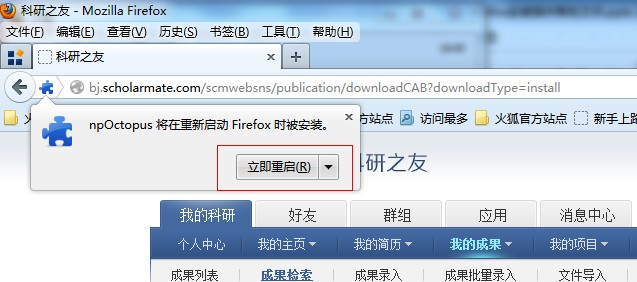 科研之友 - Mozilla Firefox
文件(F) 编辑(E) 查看(V) 历史(S) 书签(B) 工具(T) 帮助(H)
科研之友
bj.scholarmate.com/scmwebsns/publication/downloadCAB?downloadType=install
火狐官方站点 访问最多 火狐官方站点 新手上路
npOctopus 将在重新启动 Firefox 时被安装。
立即重启(R)
科研之友
我的科研 好友 群组 应用 消息中心
个人中心 我的主页 我的简历 我的成果 我的项目
成果列表 成果检索 成果录入 成果批量录入 文件导入